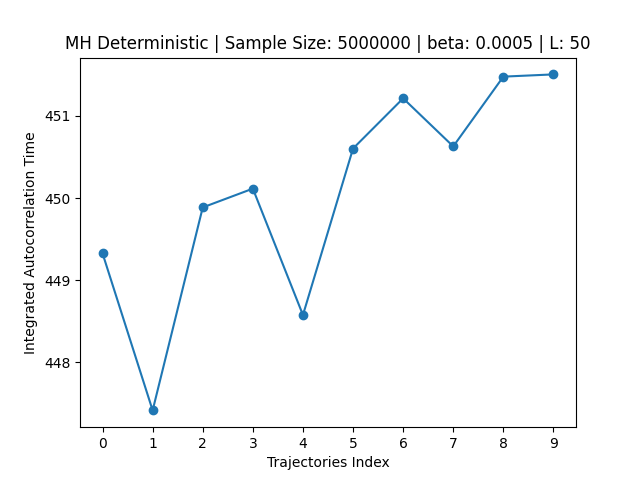 MH Deterministic | Sample Size: 5000000 | beta: 0.0005 | L: 50
451
450
449
448
Integrated Autocorrelation Time
0 1 2 3 4 5 6 7 8 9
Trajectories Index